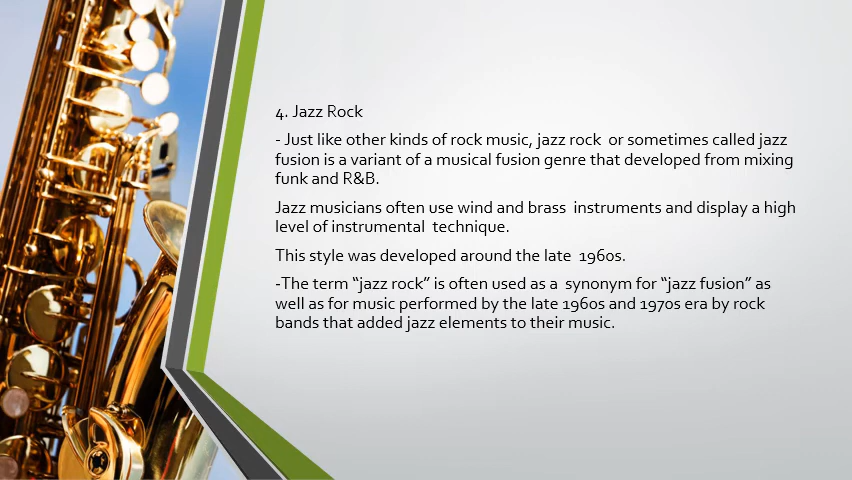 4. Jazz Rock
- Just like other kinds of rock music, jazz rock  or sometimes called jazz
fusion is a variant of a musical fusion genre that developed from mixing
funk and R&B.
Jazz musicians often use wind and brass  instruments and display a high
level of instrumental  technique.
This style was developed around the late  1960s.
-The term “jazz rock” is often used as a  synonym for “jazz fusion” as
well as for music performed by the late 1960s and 1970s era by rock
bands that added jazz elements to their music.